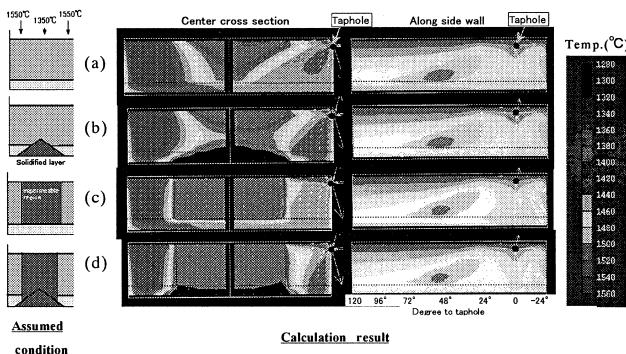 1550℃ 1350℃ 1550℃
Center cross section
Taphole
Along side wall
Taphole
Temp.(℃)
(a)
(b)
Solidified layer
(c)
(d)
1280
1300
1320
1340
1360
1380
1400
1420
1440
1460
1480
1500
1520
1540
1560
120 96° 72° 48° 24° 0 -24°
Degree to taphole
Assumed
condition
Calculation result